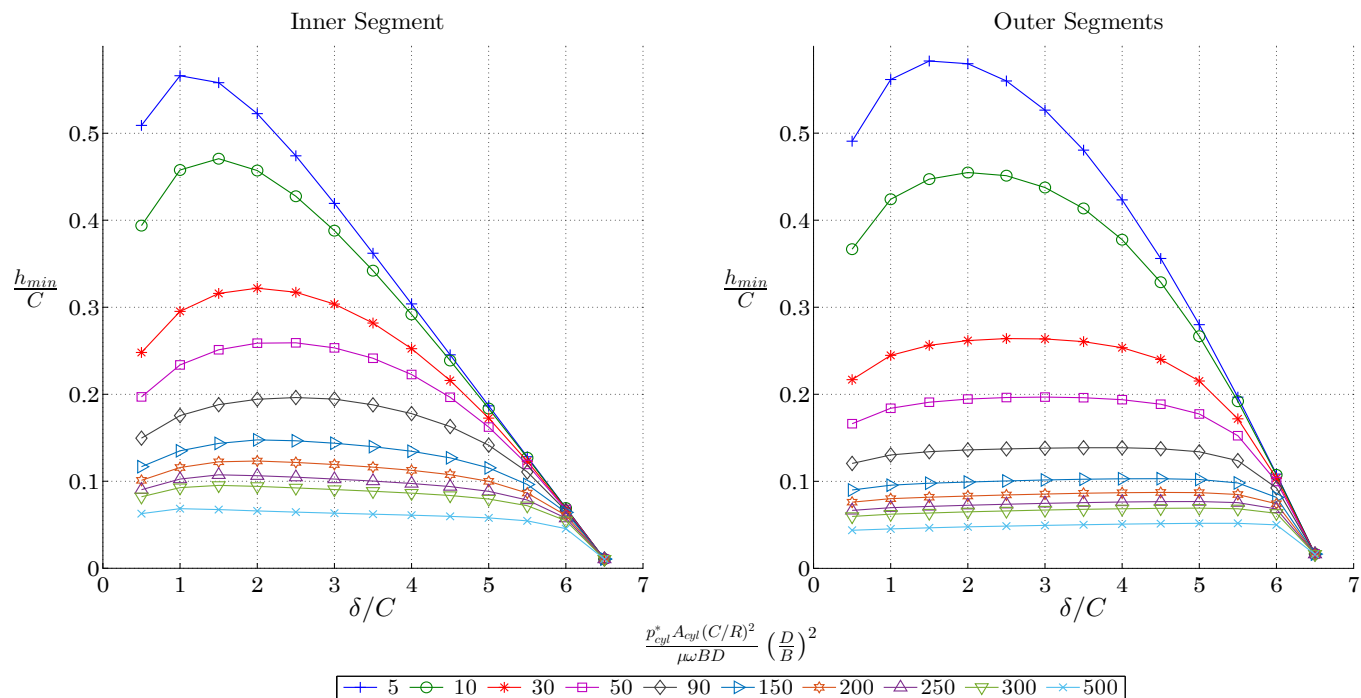 Inner Segment
Outer Segments
0.5
0.4
0.3
0.2
0.1
0
h_min/C
0 1 2 3 4 5 6 7
δ/C
0.5
0.4
0.3
0.2
0.1
0
h_min/C
0 1 2 3 4 5 6 7
δ/C
p*_cyl A_cyl (C/R)^2 / μωBD (D/B)^2
5 10 30 50 90 150 200 250 300 500